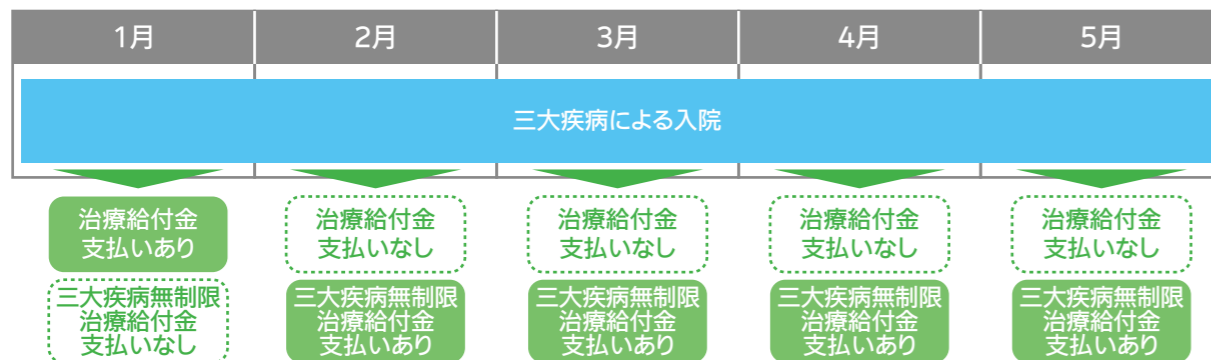 1月 2月 3月 4月 5月
三大疾病による入院
治療給付金 治療給付金 治療給付金 治療給付金 治療給付金
支払いあり 支払いなし 支払いなし 支払いなし 支払いなし
三大疾病無制限 三大疾病無制限 三大疾病無制限 三大疾病無制限 三大疾病無制限
治療給付金 治療給付金 治療給付金 治療給付金 治療給付金
支払いなし 支払いあり 支払いあり 支払いあり 支払いあり